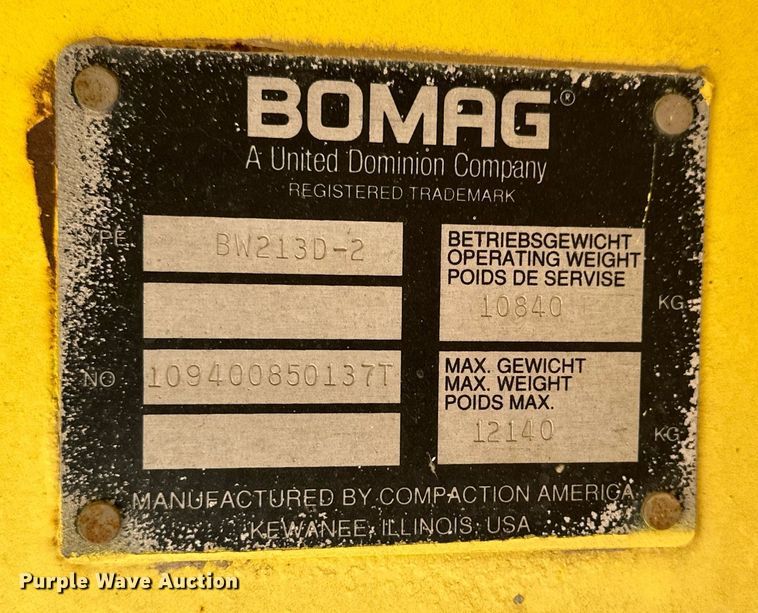 BOMAG®
A United Dominion Company
REGISTERED TRADEMARK
TYPE BW213D-2
BETRIEBSGEWICHT
OPERATING WEIGHT
POIDS DE SERVISE
10840 KG
NO 109400850137T
MAX. GEWICHT
MAX. WEIGHT
POIDS MAX.
12140 KG
MANUFACTURED BY COMPACTION AMERICA
KEWANEE, ILLINOIS, USA
Purple Wave Auction